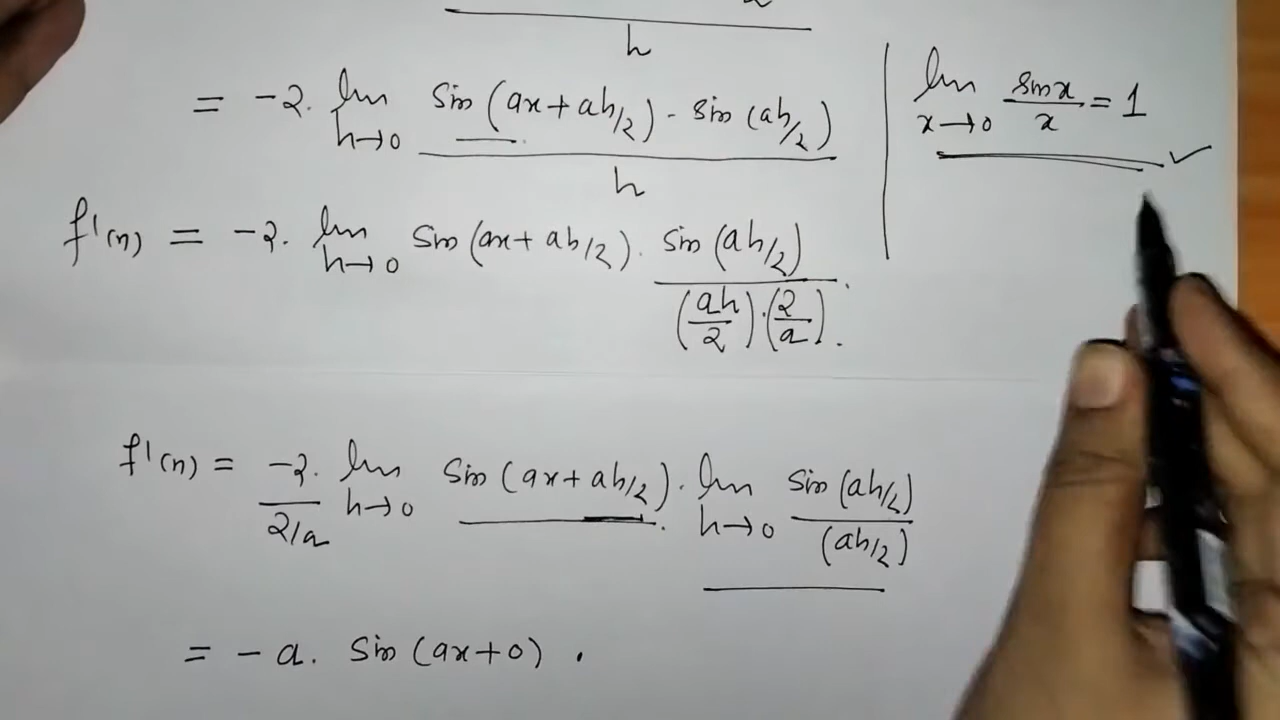 h
= -2. lim h→0 Sin (ax + ah/2) - Sin (ah/2) / h
lim x→0 Sinx/x = 1 ✓
f'(n) = -2. lim h→0 Sin (ax + ah/2). Sin (ah/2) / (ah/2).(2/a).
f'(n) = -2./2/a lim h→0 Sin (ax + ah/2). lim h→0 Sin (ah/2) / (ah/2)
= -a. Sin (ax+0) .